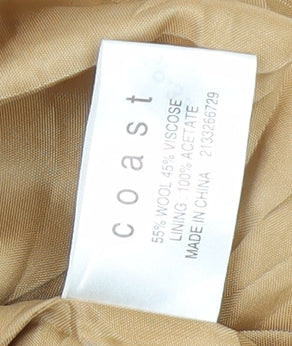 coast
55% WOOL 45% VISCOSE
LINING 100% ACETATE
MADE IN CHINA 2133266729